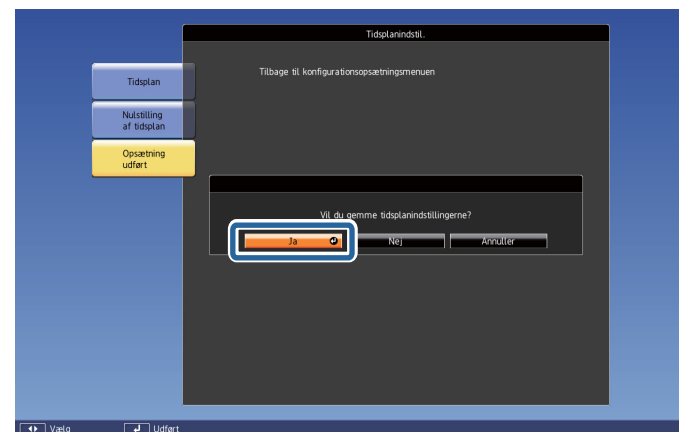 Tidsplanindstil.
Tilbage til konfigurationsopsætningsmenuen
Tidsplan
Nulstilling
af tidsplan
Opsætning
udført
Vil du gemme tidsplanindstillingerne?
Ja Nej Annuller
Vælg Udført